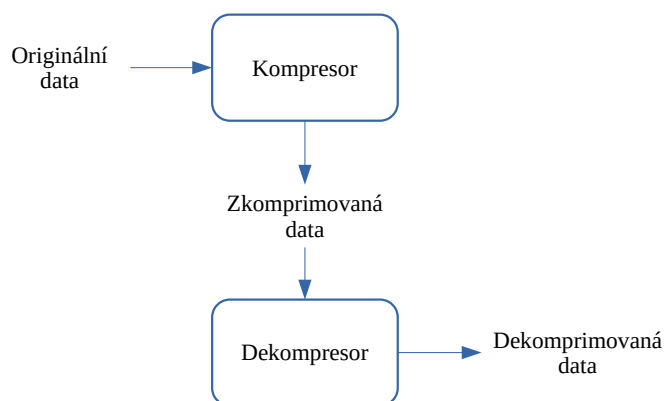 Originální
data
Kompresor
Zkomprimovaná
data
Dekompresor
Dekomprimovaná
data